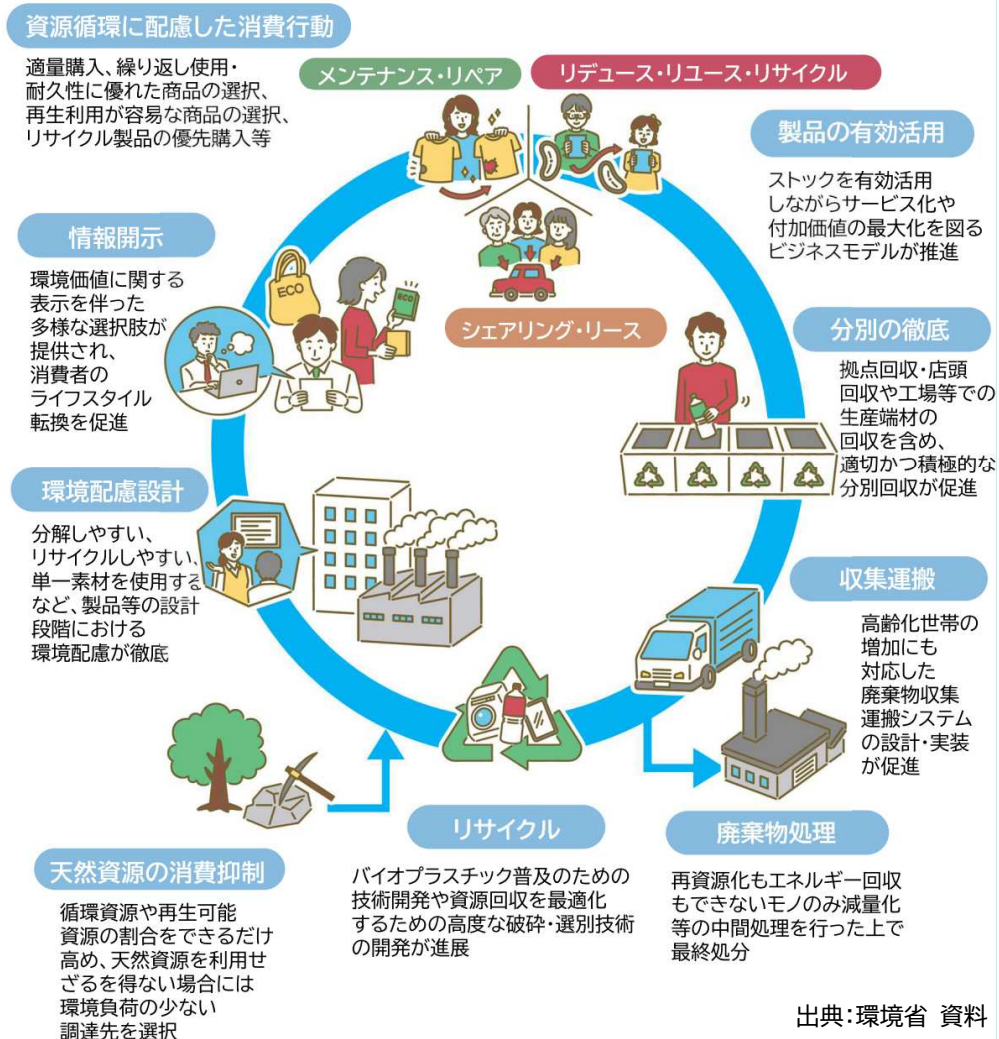 資源循環に配慮した消費行動
適量購入、繰り返し使用・
耐久性に優れた商品の選択、
再生利用が容易な商品の選択、
リサイクル製品の優先購入等
メンテナンス・リペア
リデュース・リユース・リサイクル
製品の有効活用
ストックを有効活用
しながらサービス化や
付加価値の最大化を図る
ビジネスモデルが推進
情報開示
環境価値に関する
表示を伴った
多様な選択肢が
提供され、
消費者の
ライフスタイル
転換を促進
ECO
ECO
シェアリング・リース
分別の徹底
拠点回収・店頭
回収や工場等での
生産端材の
回収を含め、
適切かつ積極的な
分別回収が促進
環境配慮設計
分解しやすい、
リサイクルしやすい、
単一素材を使用する
など、製品等の設計
段階における
環境配慮が徹底
収集運搬
高齢化世帯の
増加にも
対応した
廃棄物収集
運搬システム
の設計・実装
が促進
天然資源の消費抑制
循環資源や再生可能
資源の割合をできるだけ
高め、天然資源を利用せ
ざるを得ない場合には
環境負荷の少ない
調達先を選択
リサイクル
バイオプラスチック普及のための
技術開発や資源回収を最適化
するための高度な破砕・選別技術
の開発が進展
廃棄物処理
再資源化もエネルギー回収
もできないモノのみ減量化
等の中間処理を行った上で
最終処分
出典：環境省 資料